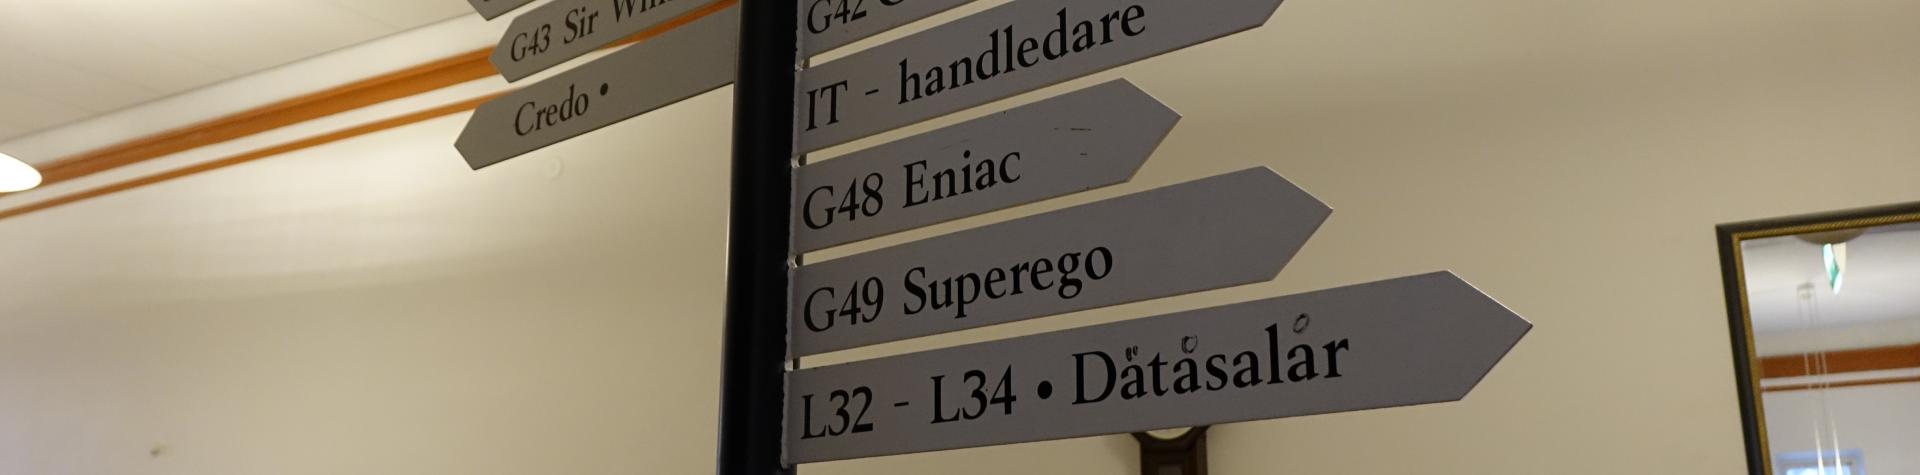 G43 Sir
Credo •
G42
IT - handledare
G48 Eniac
G49 Superego
L32 - L34 • Dätåsalår